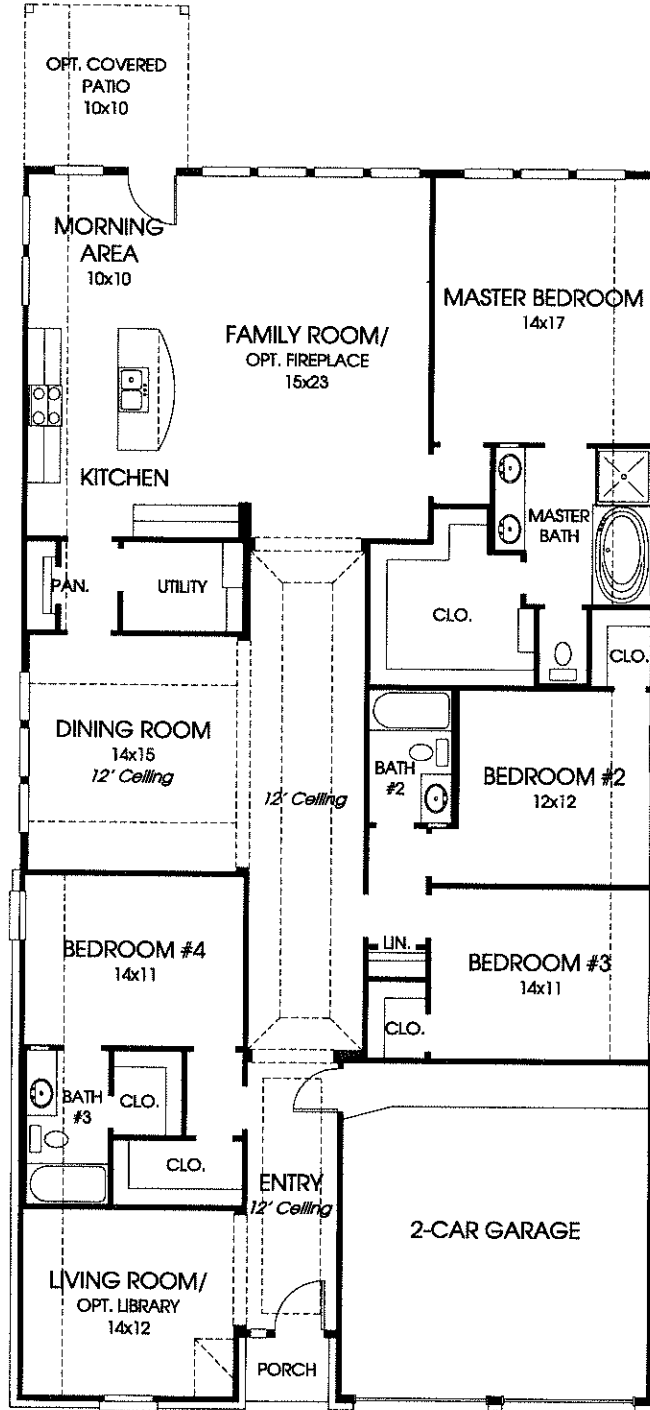 OPT. COVERED
PATIO
10x10
MORNING
AREA
10x10
MASTER BEDROOM
14x17
FAMILY ROOM/
OPT. FIREPLACE
15x23
KITCHEN
MASTER
BATH
PAN.
UTILITY
CLO.
CLO.
DINING ROOM
14x15
12' Ceiling
12' Ceiling
BATH
#2
BEDROOM #2
12x12
BEDROOM #4
14x11
LIN.
BEDROOM #3
14x11
CLO.
BATH
#3
CLO.
CLO.
ENTRY
12' Ceiling
2-CAR GARAGE
LIVING ROOM/
OPT. LIBRARY
14x12
PORCH